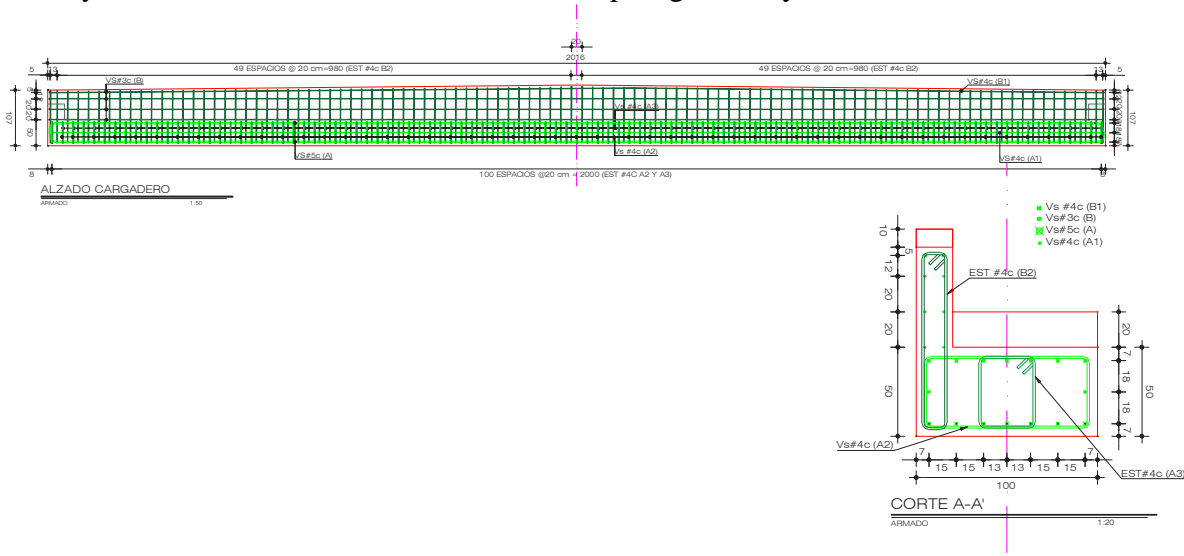 20
2016
5 13 49 ESPACIOS @ 20 cm=980 (EST #4c B2) 49 ESPACIOS @ 20 cm=980 (EST #4c B2) 13 5
VS#3c (B) VS#4c (B1)
107 50 Vs #4c (A3) 107
VS#5c (A) Vs #4c (A2) VS#4c (A1)
8 100 ESPACIOS @20 cm = 2000 (EST #4C A2 Y A3)
ALZADO CARGADERO
ARMADO 1:50
Vs #4c (B1)
Vs#3c (B)
Vs#5c (A)
Vs#4c (A1)
10
5
12 EST #4c (B2)
20
20 20
7
50 18 50
18
7
Vs#4c (A2)
7 15 15 13 13 15 15 7
EST#4c (A3)
100
CORTE A-A'
ARMADO 1:20